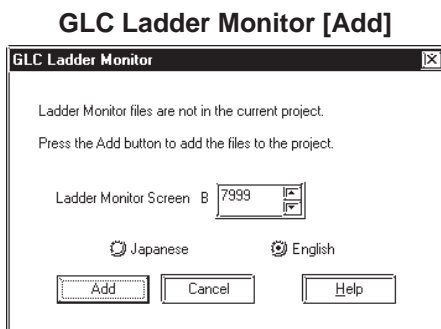 GLC Ladder Monitor [Add]
GLC Ladder Monitor
Ladder Monitor files are not in the current project.
Press the Add button to add the files to the project.
Ladder Monitor Screen B 7999
Japanese English
Add Cancel Help